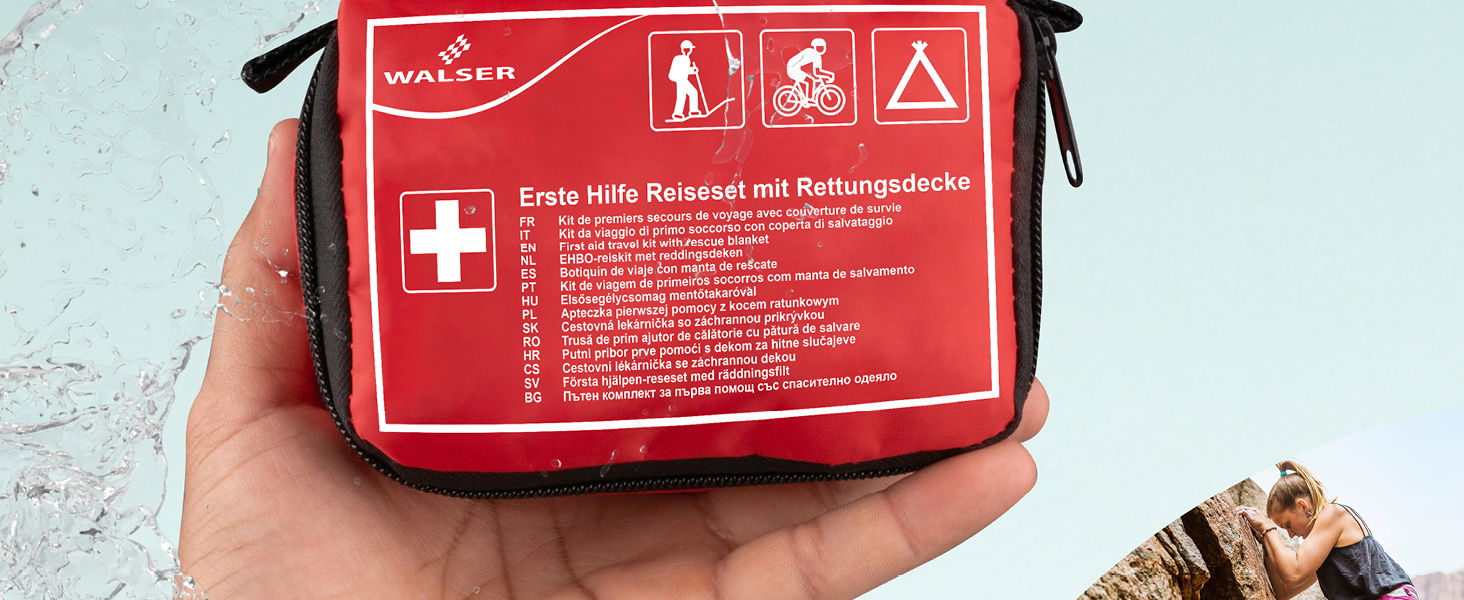 WALSER
Erste Hilfe Reiseset mit Rettungsdecke
FR Kit de premiers secours de voyage avec couverture de survie
IT Kit da viaggio di primo soccorso con coperta di salvataggio
EN First aid travel kit with rescue blanket
NL EHBO-reiskit met reddingsdeken
ES Botiquín de viaje con manta de rescate
PT Kit de viagem de primeiros socorros com manta de salvamento
HU Elsősegélycsomag mentőtakaróval
PL Apteczka pierwszej pomocy z kocem ratunkowym
SK Cestovná lekárnička so záchrannou prikrývkou
RO Trusă de prim ajutor de călătorie cu pătură de salvare
HR Putni pribor prve pomoći s dekom za hitne slučajeve
CS Cestovní lékárnička se záchrannou dekou
SV Första hjälpen-reseset med räddningsfilt
BG Пътен комплект за първа помощ със спасително одеяло